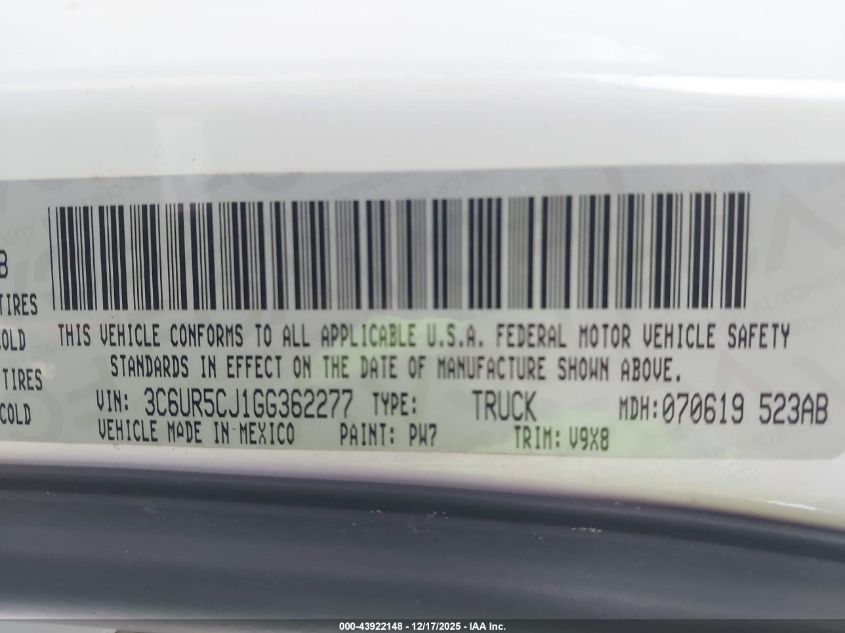 B
TIRES
COLD
TIRES
COLD
THIS VEHICLE CONFORMS TO ALL APPLICABLE U.S.A. FEDERAL MOTOR VEHICLE SAFETY
STANDARDS IN EFFECT ON THE DATE OF MANUFACTURE SHOWN ABOVE.
VIN: 3C6UR5CJ1GG362277 TYPE: TRUCK MDH:070619 523AB
VEHICLE MADE IN MEXICO PAINT: PW7 TRIM: V9X8
000-43922148 - 12/17/2025 - IAA Inc.